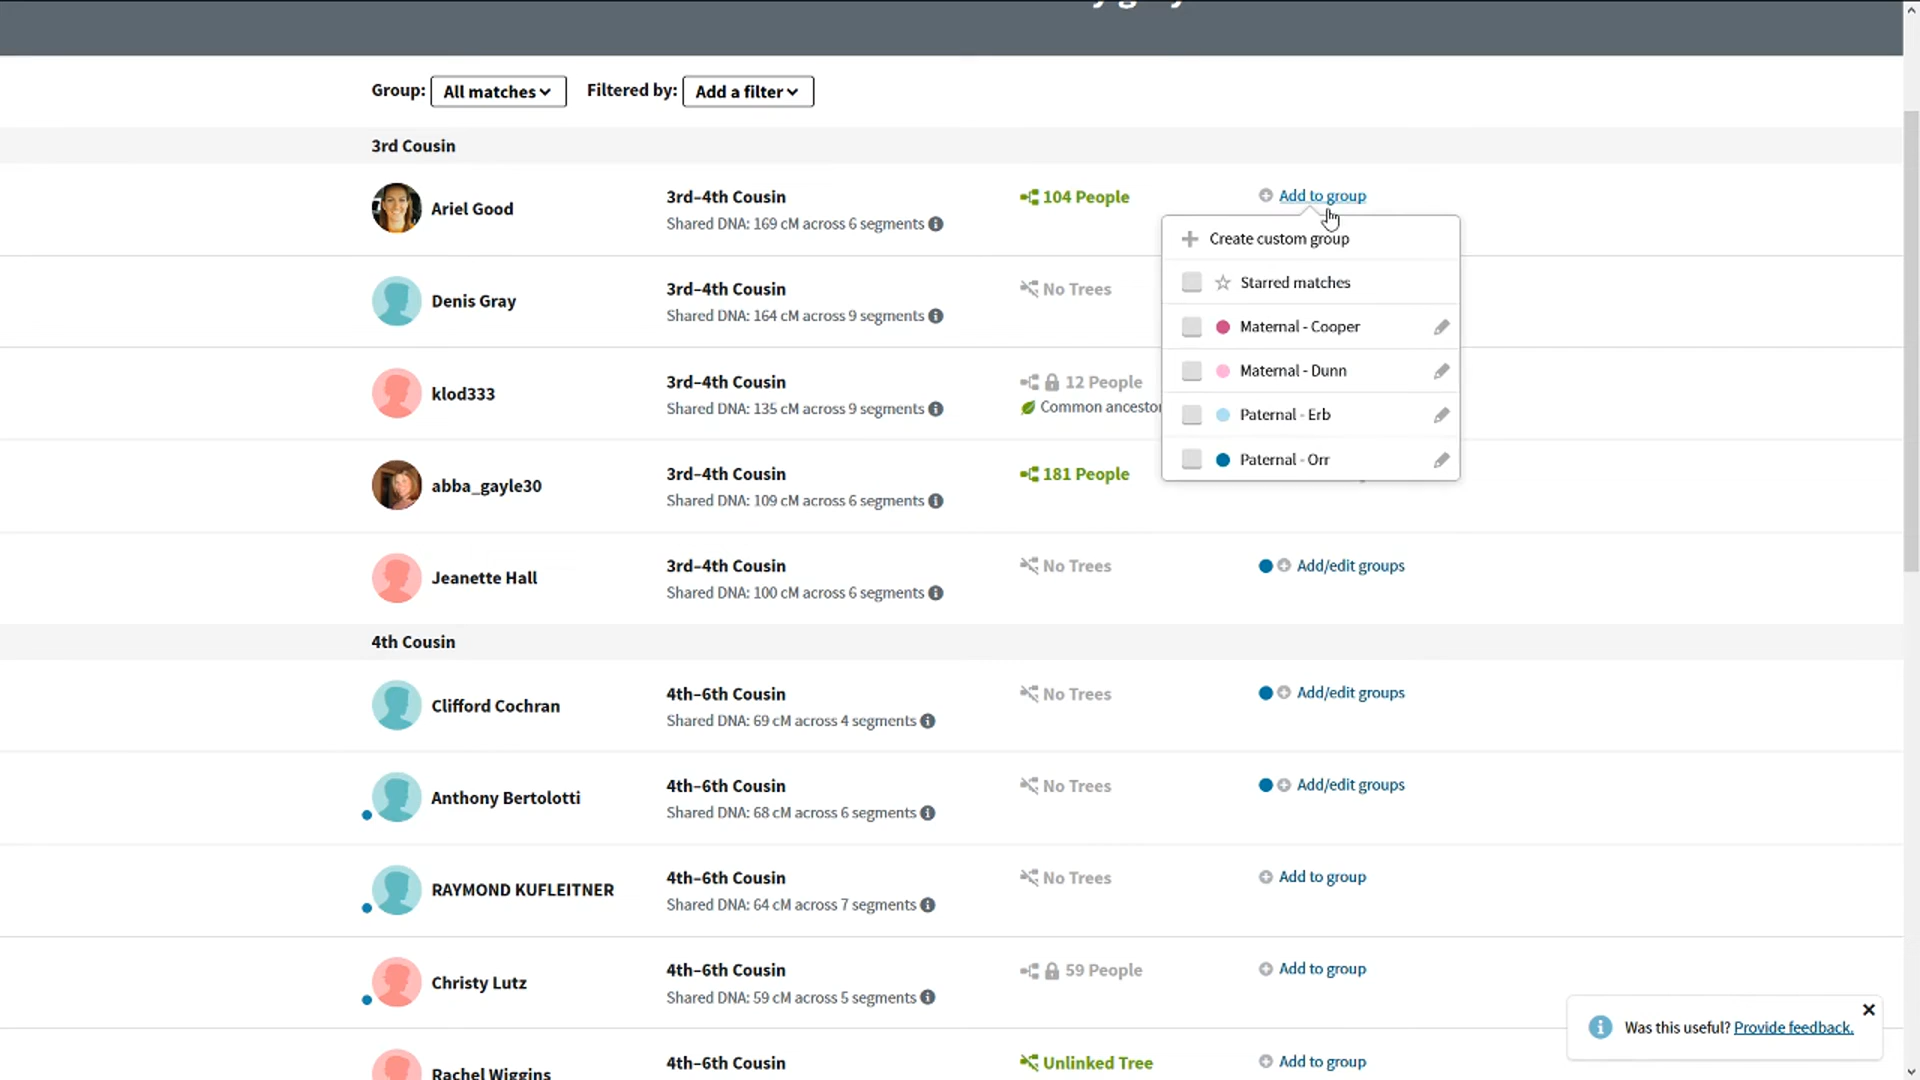 Group: All matches Filtered by: Add a filter
3rd Cousin
Ariel Good
3rd–4th Cousin
Shared DNA: 169 cM across 6 segments
104 People
Add to group
Create custom group
Starred matches
Maternal - Cooper
Maternal - Dunn
Paternal - Erb
Paternal - Orr
Denis Gray
3rd–4th Cousin
Shared DNA: 164 cM across 9 segments
No Trees
klod333
3rd–4th Cousin
Shared DNA: 135 cM across 9 segments
12 People
Common ancestor
abba_gayle30
3rd–4th Cousin
Shared DNA: 109 cM across 6 segments
181 People
Jeanette Hall
3rd–4th Cousin
Shared DNA: 100 cM across 6 segments
No Trees
Add/edit groups
4th Cousin
Clifford Cochran
4th–6th Cousin
Shared DNA: 69 cM across 4 segments
No Trees
Add/edit groups
Anthony Bertolotti
4th–6th Cousin
Shared DNA: 68 cM across 6 segments
No Trees
Add/edit groups
RAYMOND KUFLEITNER
4th–6th Cousin
Shared DNA: 64 cM across 7 segments
No Trees
Add to group
Christy Lutz
4th–6th Cousin
Shared DNA: 59 cM across 5 segments
59 People
Add to group
Rachel Wiggins
4th–6th Cousin
Unlinked Tree
Add to group
Was this useful? Provide feedback.